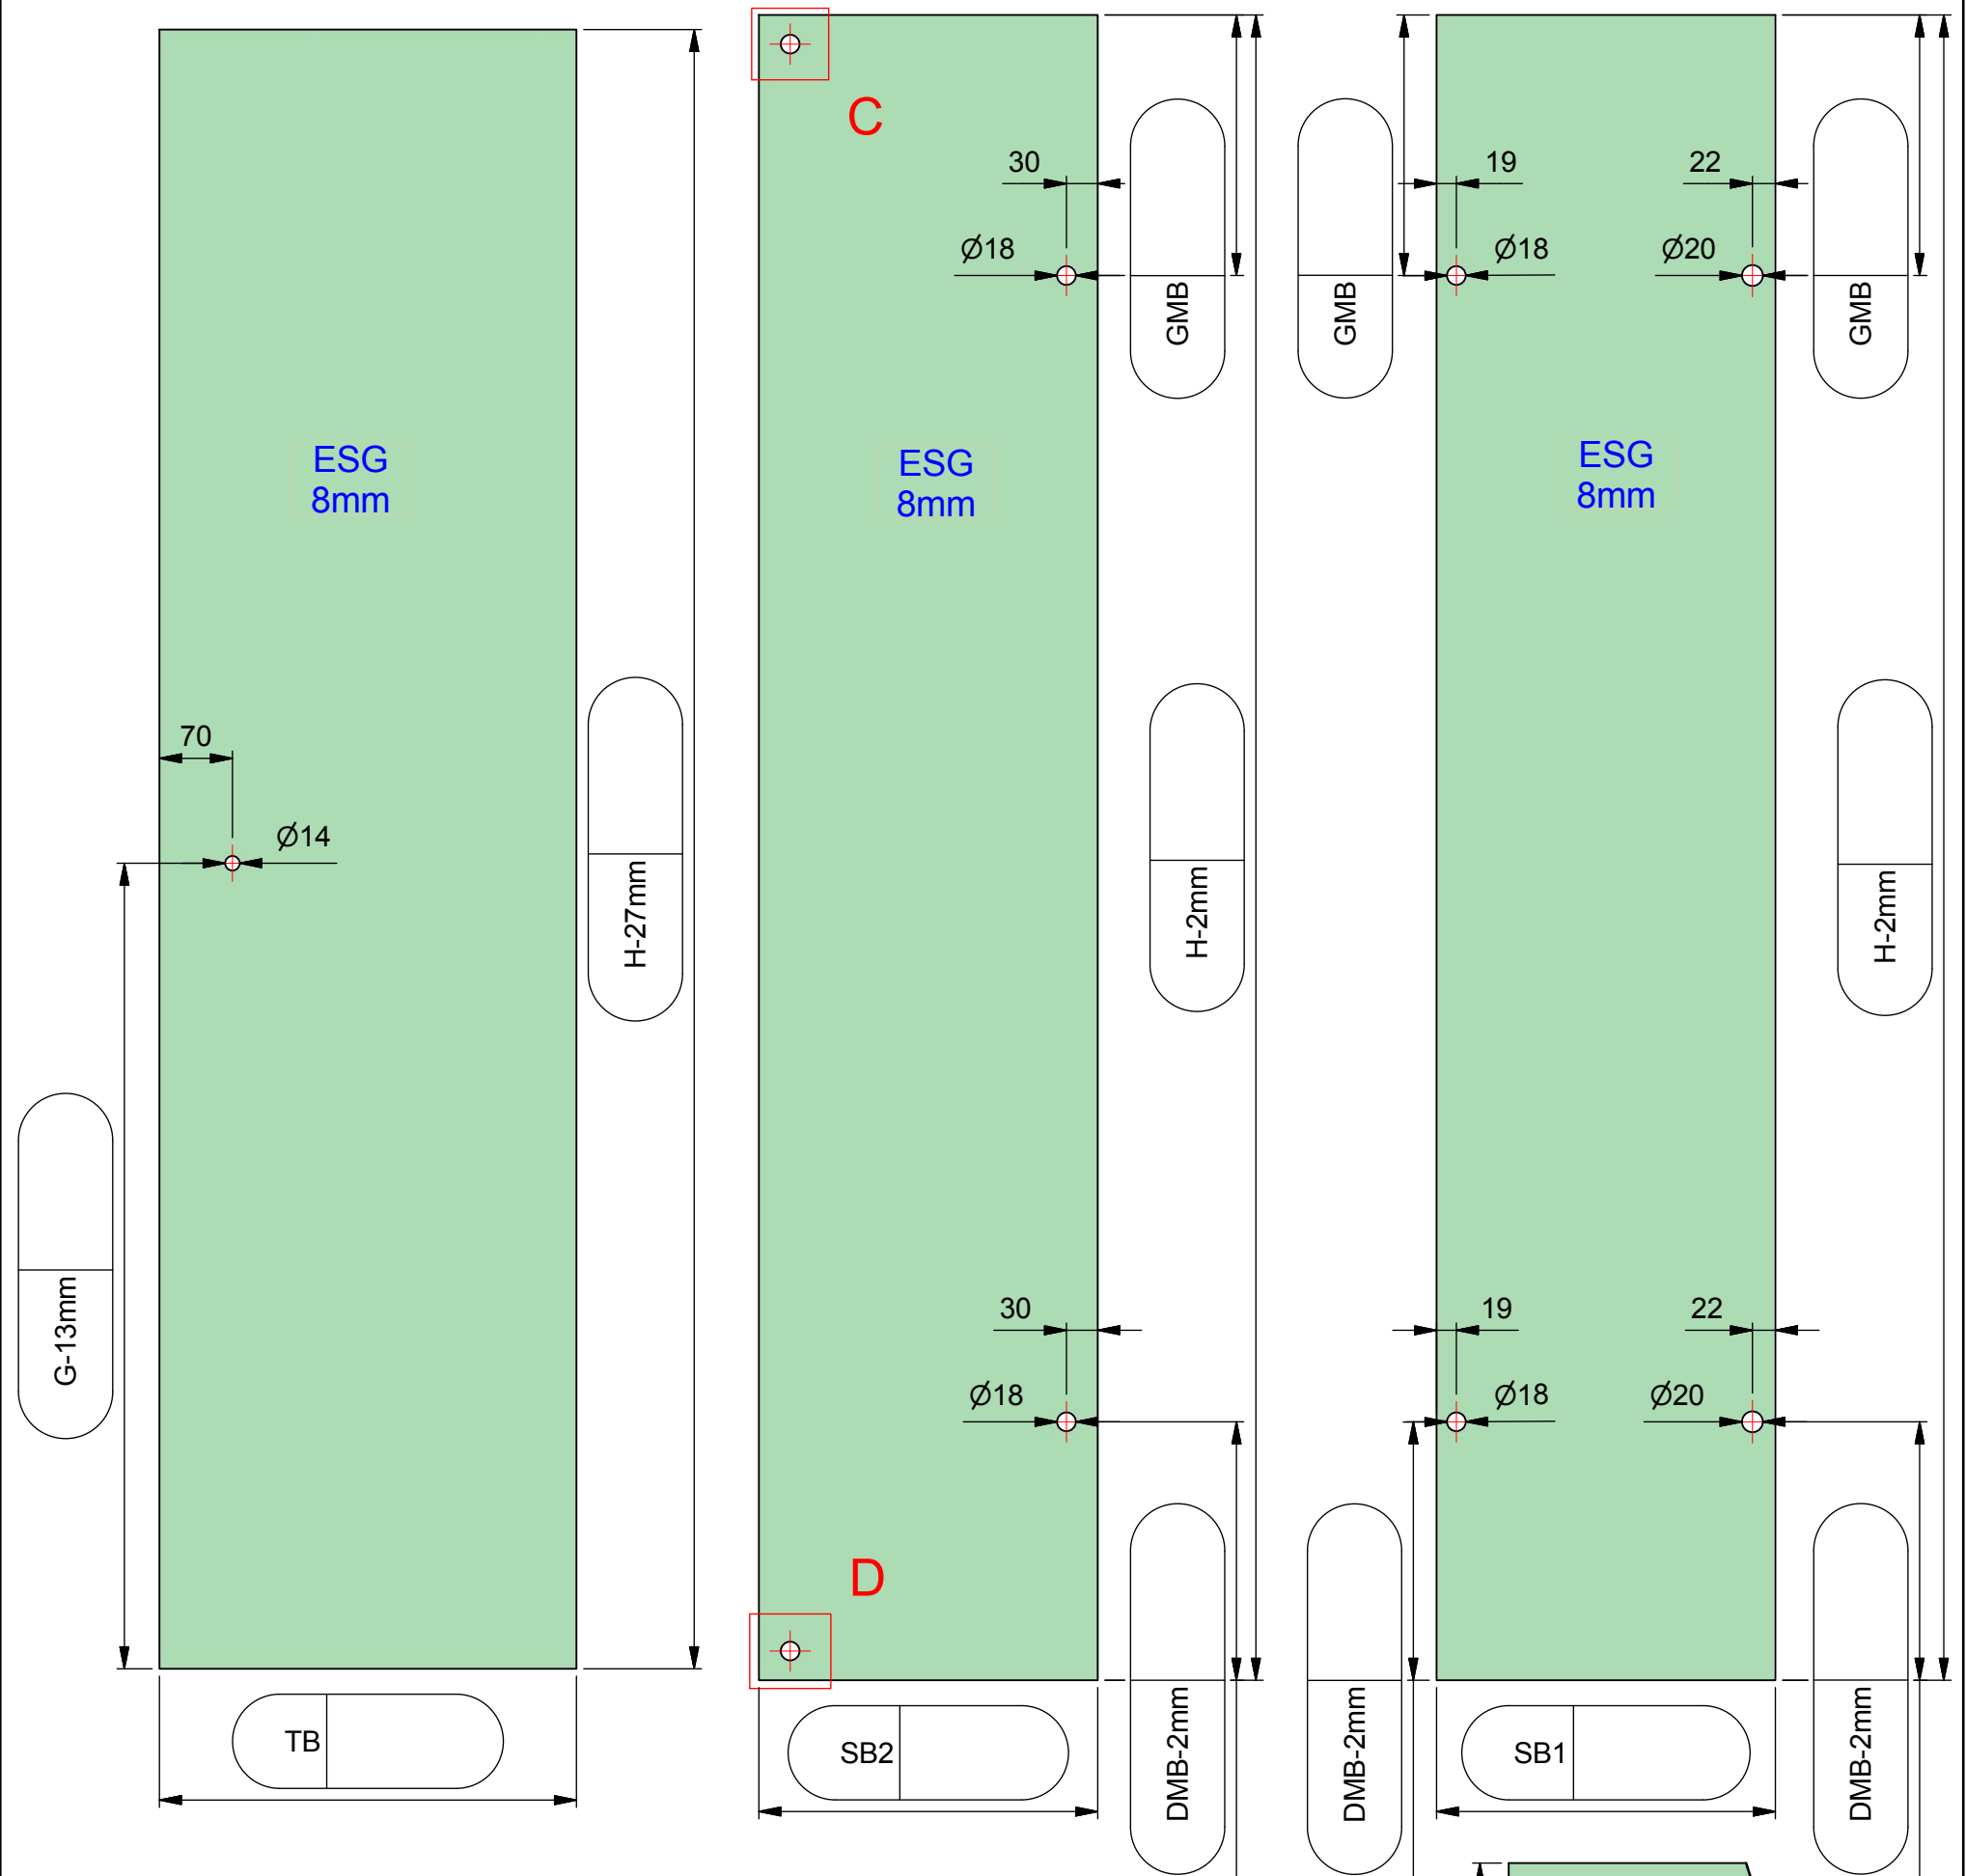 C
30
19
22
Ø18
Ø18
Ø20
GMB
GMB
GMB
ESG
8mm
ESG
8mm
ESG
8mm
70
Ø14
H-27mm
H-2mm
H-2mm
G-13mm
30
19
22
Ø18
Ø18
Ø20
D
TB
SB2
SB1
DMB-2mm
DMB-2mm
DMB-2mm